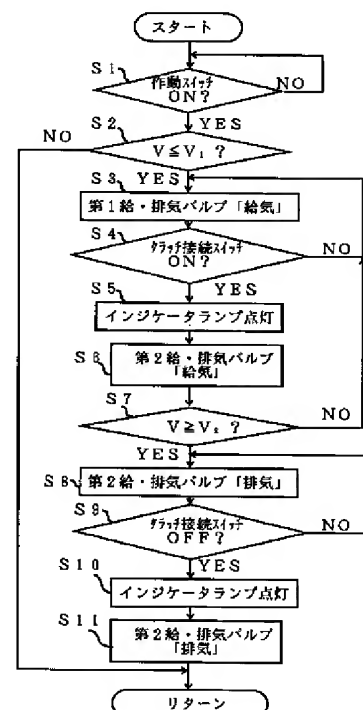 スタート
S1
作動スイッチ
ON?
NO
YES
S2
NO
V≦V₁ ?
YES
S3
第1給・排気バルブ「給気」
S4
クラッチ接続スイッチ
ON?
NO
YES
S5
インジケータランプ点灯
S6
第2給・排気バルブ
「給気」
S7
V≧V₂ ?
NO
YES
S8
第2給・排気バルブ「排気」
S9
クラッチ接続スイッチ
OFF?
NO
YES
S10
インジケータランプ点灯
S11
第2給・排気バルブ
「排気」
リターン